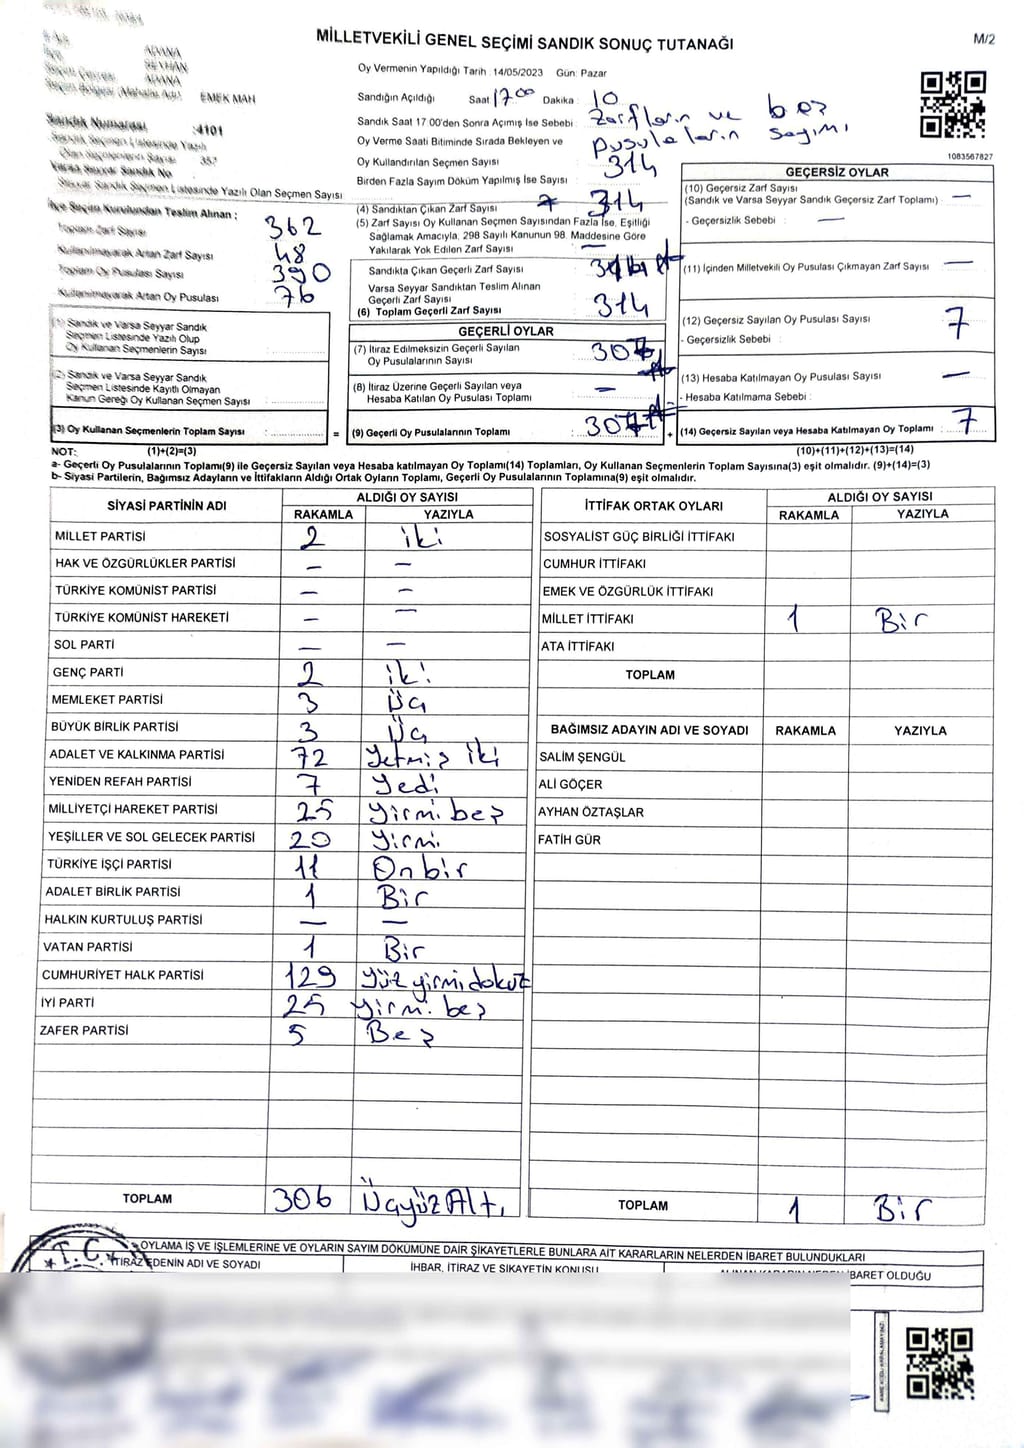 MİLLETVEKİLİ GENEL SEÇİMİ SANDIK SONUÇ TUTANAĞI
M/2
ADANA
SEYHAN
ADANA
EMEK MAH
Sandık Numarası :4101
Oy Vermenin Yapıldığı Tarih :14/05/2023 Gün: Pazar
Sandığın Açıldığı Saat 17:00 Dakika : 10
Sandık Saat 17.00'den Sonra Açımış İse Sebebi : Zarfların ve boş pusulaların sayımı
Oy Verme Saati Bitiminde Sırada Bekleyen ve
Oy Kullandırılan Seçmen Sayısı 314
Birden Fazla Sayım Döküm Yapılmış İse Sayısı
1083567827
Sandık Seçmen Listesinde Yazılı Olan Seçmen Sayısı 357
Varsa Seyyar Sandık No
Seyyar Sandık Seçmen Listesinde Yazılı Olan Seçmen Sayısı
İlçe Seçim Kurulundan Teslim Alınan :
Toplam Zarf Sayısı 362
Kullanılmayarak Artan Zarf Sayısı 48
Toplam Oy Pusulası Sayısı 390
Kullanılmayarak Artan Oy Pusulası 76
(1) Sandık ve Varsa Seyyar Sandık
Seçmen Listesinde Yazılı Olup
Oy Kullanan Seçmenlerin Sayısı
(2) Sandık ve Varsa Seyyar Sandık
Seçmen Listesinde Kayıtlı Olmayan
Kanun Gereği Oy Kullanan Seçmen Sayısı
(3) Oy Kullanan Seçmenlerin Toplam Sayısı =
(4) Sandıktan Çıkan Zarf Sayısı 314
(5) Zarf Sayısı Oy Kullanan Seçmen Sayısından Fazla İse, Eşitliği
Sağlamak Amacıyla, 298 Sayılı Kanunun 98. Maddesine Göre
Yakılarak Yok Edilen Zarf Sayısı —
Sandıkta Çıkan Geçerli Zarf Sayısı 314
Varsa Seyyar Sandıktan Teslim Alınan
Geçerli Zarf Sayısı
(6) Toplam Geçerli Zarf Sayısı 314
GEÇERLİ OYLAR
(7) İtiraz Edilmeksizin Geçerli Sayılan
Oy Pusulalarının Sayısı 307
(8) İtiraz Üzerine Geçerli Sayılan veya
Hesaba Katılan Oy Pusulası Toplamı —
(9) Geçerli Oy Pusulalarının Toplamı 307 +
GEÇERSİZ OYLAR
(10) Geçersiz Zarf Sayısı
(Sandık ve Varsa Seyyar Sandık Geçersiz Zarf Toplamı) —
- Geçersizlik Sebebi : —
(11) İçinden Milletvekili Oy Pusulası Çıkmayan Zarf Sayısı —
(12) Geçersiz Sayılan Oy Pusulası Sayısı 7
- Geçersizlik Sebebi :
(13) Hesaba Katılmayan Oy Pusulası Sayısı —
- Hesaba Katılmama Sebebi :
(14) Geçersiz Sayılan veya Hesaba Katılmayan Oy Toplamı 7
NOT: (1)+(2)=(3) (10)+(11)+(12)+(13)=(14)
a- Geçerli Oy Pusulalarının Toplamı(9) ile Geçersiz Sayılan veya Hesaba katılmayan Oy Toplamı(14) Toplamları, Oy Kullanan Seçmenlerin Toplam Sayısına(3) eşit olmalıdır. (9)+(14)=(3)
b- Siyasi Partilerin, Bağımsız Adayların ve İttifakların Aldığı Ortak Oyların Toplamı, Geçerli Oy Pusulalarının Toplamına(9) eşit olmalıdır.
SİYASİ PARTİNİN ADI ALDIĞI OY SAYISI
RAKAMLA YAZIYLA
MİLLET PARTİSİ 2 iki
HAK VE ÖZGÜRLÜKLER PARTİSİ — —
TÜRKİYE KOMÜNİST PARTİSİ — —
TÜRKİYE KOMÜNİST HAREKETİ — —
SOL PARTİ — —
GENÇ PARTİ 2 iki
MEMLEKET PARTİSİ 3 Üç
BÜYÜK BİRLİK PARTİSİ 3 Üç
ADALET VE KALKINMA PARTİSİ 72 Yetmiş iki
YENİDEN REFAH PARTİSİ 7 Yedi
MİLLİYETÇİ HAREKET PARTİSİ 25 Yirmi beş
YEŞİLLER VE SOL GELECEK PARTİSİ 20 Yirmi
TÜRKİYE İŞÇİ PARTİSİ 11 On bir
ADALET BİRLİK PARTİSİ 1 Bir
HALKIN KURTULUŞ PARTİSİ — —
VATAN PARTİSİ 1 Bir
CUMHURİYET HALK PARTİSİ 129 Yüz yirmi dokuz
İYİ PARTİ 25 Yirmi beş
ZAFER PARTİSİ 5 Beş
TOPLAM 306 Üçyüz Altı
İTTİFAK ORTAK OYLARI ALDIĞI OY SAYISI
RAKAMLA YAZIYLA
SOSYALİST GÜÇ BİRLİĞİ İTTİFAKI
CUMHUR İTTİFAKI
EMEK VE ÖZGÜRLÜK İTTİFAKI
MİLLET İTTİFAKI 1 Bir
ATA İTTİFAKI
TOPLAM
BAĞIMSIZ ADAYIN ADI VE SOYADI RAKAMLA YAZIYLA
SALİM ŞENGÜL
ALİ GÖÇER
AYHAN ÖZTAŞLAR
FATİH GÜR
TOPLAM 1 Bir
T.C.
OYLAMA İŞ VE İŞLEMLERİNE VE OYLARIN SAYIM DÖKÜMÜNE DAİR ŞİKAYETLERLE BUNLARA AİT KARARLARIN NELERDEN İBARET BULUNDUKLARI
İTİRAZ EDENİN ADI VE SOYADI İHBAR, İTİRAZ VE ŞİKAYETİN KONUSU İBARET OLDUĞU